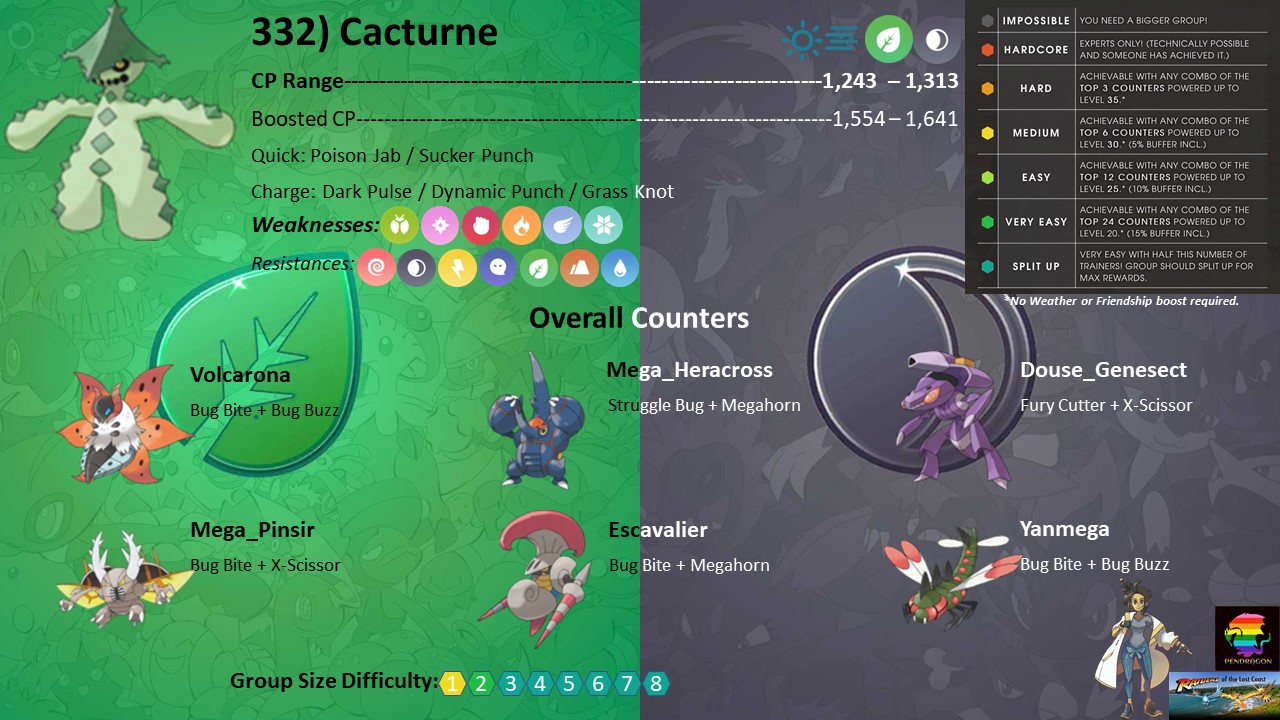 332) Cacturne
CP Range--------------------------------------------------------------------------------1,243 – 1,313
Boosted CP--------------------------------------------------------------------------------1,554 – 1,641
Quick: Poison Jab / Sucker Punch
Charge: Dark Pulse / Dynamic Punch / Grass Knot
Weaknesses:
Resistances:
IMPOSSIBLE YOU NEED A BIGGER GROUP!
HARDCORE EXPERTS ONLY! (TECHNICALLY POSSIBLE
AND SOMEONE HAS ACHIEVED IT.)
HARD ACHIEVABLE WITH ANY COMBO OF THE
TOP 3 COUNTERS POWERED UP TO
LEVEL 35.*
MEDIUM ACHIEVABLE WITH ANY COMBO OF THE
TOP 6 COUNTERS POWERED UP TO
LEVEL 30.* (5% BUFFER INCL.)
EASY ACHIEVABLE WITH ANY COMBO OF THE
TOP 12 COUNTERS POWERED UP TO
LEVEL 25.* (10% BUFFER INCL.)
VERY EASY ACHIEVABLE WITH ANY COMBO OF THE
TOP 24 COUNTERS POWERED UP TO
LEVEL 20.* (15% BUFFER INCL.)
SPLIT UP VERY EASY WITH HALF THIS NUMBER OF
TRAINERS! GROUP SHOULD SPLIT UP FOR
MAX REWARDS.
*No Weather or Friendship boost required.
Overall Counters
Volcarona
Bug Bite + Bug Buzz
Mega_Heracross
Struggle Bug + Megahorn
Douse_Genesect
Fury Cutter + X-Scissor
Mega_Pinsir
Bug Bite + X-Scissor
Escavalier
Bug Bite + Megahorn
Yanmega
Bug Bite + Bug Buzz
Group Size Difficulty: 1 2 3 4 5 6 7 8
PENDRAGON
RAIDERS of the Lost Coast